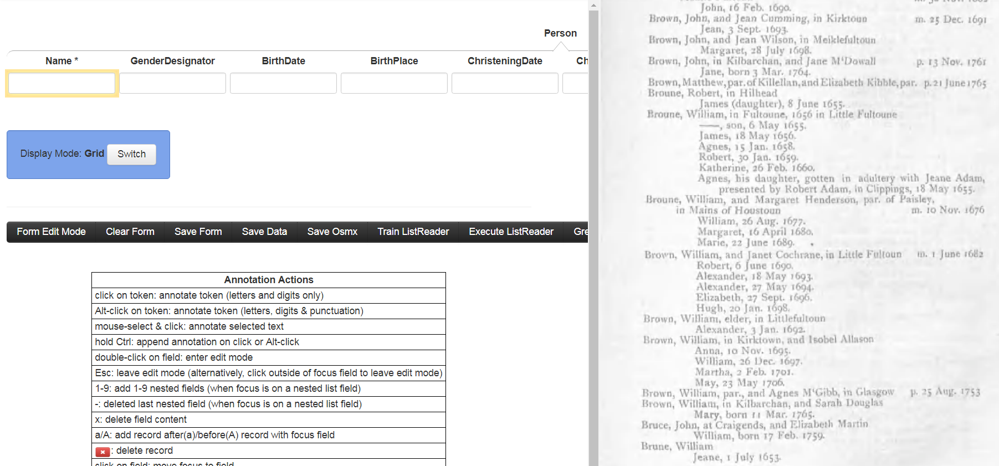 Person
Name *
GenderDesignator
BirthDate
BirthPlace
ChristeningDate
Ch
Display Mode: Grid
Switch
Form Edit Mode
Clear Form
Save Form
Save Data
Save Osmx
Train ListReader
Execute ListReader
Gre
Annotation Actions
click on token: annotate token (letters and digits only)
Alt-click on token: annotate token (letters, digits & punctuation)
mouse-select & click: annotate selected text
hold Ctrl: append annotation on click or Alt-click
double-click on field: enter edit mode
Esc: leave edit mode (alternatively, click outside of focus field to leave edit mode)
1-9: add 1-9 nested fields (when focus is on a nested list field)
-: deleted last nested field (when focus is on a nested list field)
x: delete field content
a/A: add record after(a)/before(A) record with focus field
: delete record
click on field: move focus to field
John, 16 Feb. 1690.
Brown, John, and Jean Cumming, in Kirktoun m. 25 Dec. 1691
Jean, 3 Sept. 1693.
Brown, John, and Jean Wilson, in Meiklefultoun
Margaret, 28 July 1698.
Brown, John, in Kilbarchan, and Jane M'Dowall p. 13 Nov. 1761
Jane, born 3 Mar. 1764.
Brown, Matthew, par. of Killellan, and Elizabeth Kibble, par. p. 21 June 1765
Broune, Robert, in Hilhead
James (daughter), 8 June 1655.
Broune, William, in Fultoune, 1656 in Little Fultoune
——, son, 6 May 1655.
James, 18 May 1656.
Agnes, 15 Jan. 1658.
Robert, 30 Jan. 1659.
Katherine, 26 Feb. 1660.
Agnes, his daughter, gotten in adultery with Jeane Adam,
presented by Robert Adam, in Clippings, 18 May 1655.
Broune, William, and Margaret Henderson, par. of Paisley,
in Mains of Houstoun m. 10 Nov. 1676
William, 26 Aug. 1677.
Margaret, 16 April 1680.
Marie, 22 June 1689.
Brown, William, and Janet Cochrane, in Little Fultoun m. 1 June 1682
Robert, 6 June 1690.
Alexander, 18 May 1693.
Alexander, 27 May 1694.
Elizabeth, 27 Sept. 1696.
Hugh, 20 Jan. 1698.
Brown, William, elder, in Littlefultoun
Alexander, 3 Jan. 1692.
Brown, William, in Kirktown, and Isobel Allason
Anna, 10 Nov. 1695.
William, 26 Dec. 1697.
Martha, 2 Feb. 1701.
May, 23 May 1706.
Brown, William, par., and Agnes M'Gibb, in Glasgow p. 25 Aug. 1753
Brown, William, in Kilbarchan, and Sarah Douglas
Mary, born 11 Mar. 1765.
Bruce, John, at Craigends, and Elizabeth Martin
William, born 17 Feb. 1759.
Brune, William
Jeane, 1 July 1653.